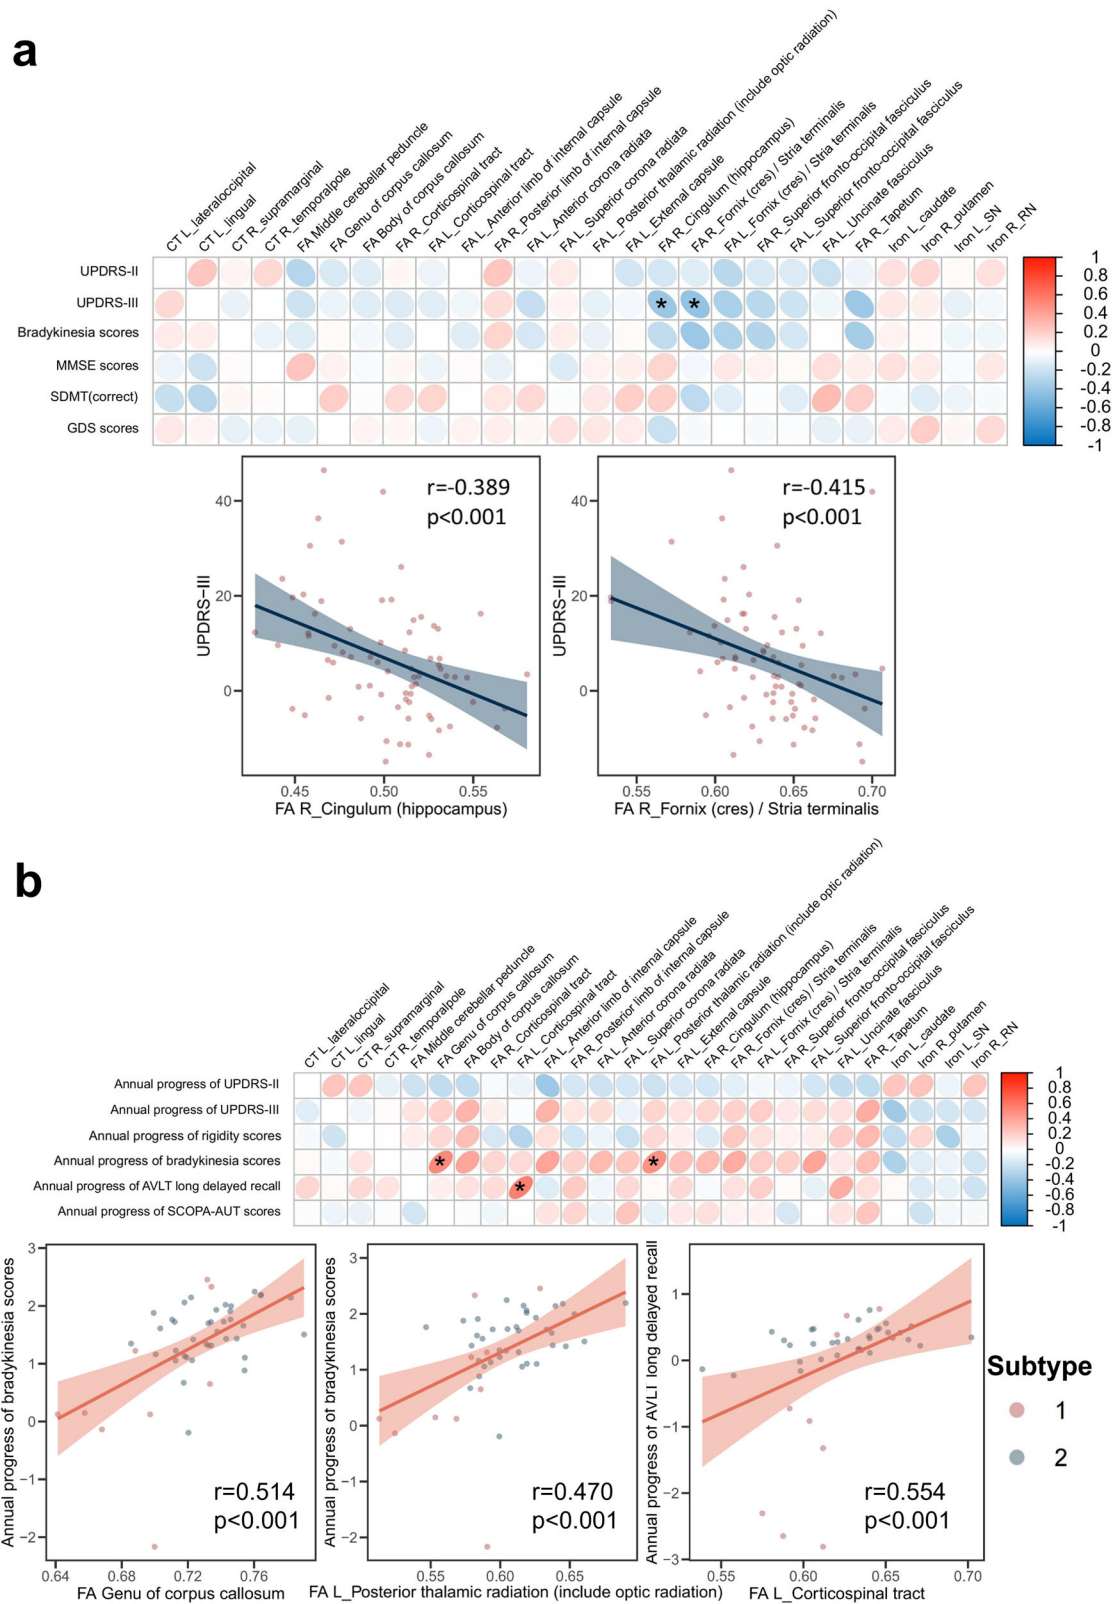 a
CT L_lateraloccipital
CT L_lingual
CT R_supramarginal
CT R_temporalpole
FA Middle cerebellar peduncle
FA Genu of corpus callosum
FA Body of corpus callosum
FA R_Corticospinal tract
FA L_Corticospinal tract
FA L_Anterior limb of internal capsule
FA R_Posterior limb of internal capsule
FA L_Anterior corona radiata
FA L_Superior corona radiata
FA L_Posterior thalamic radiation (include optic radiation)
FA L_External capsule
FA R_Cingulum (hippocampus)
FA R_Fornix (cres) / Stria terminalis
FA L_Fornix (cres) / Stria terminalis
FA R_Superior fronto-occipital fasciculus
FA L_Superior fronto-occipital fasciculus
FA L_Uncinate fasciculus
FA R_Tapetum
Iron L_caudate
Iron R_putamen
Iron L_SN
Iron R_RN
UPDRS-II
UPDRS-III
* *
Bradykinesia scores
MMSE scores
SDMT(correct)
GDS scores
1
0.8
0.6
0.4
0.2
0
-0.2
-0.4
-0.6
-0.8
-1
r=-0.389
p<0.001
UPDRS−III
40
20
0
0.45 0.50 0.55
FA R_Cingulum (hippocampus)
r=-0.415
p<0.001
UPDRS−III
40
20
0
0.55 0.60 0.65 0.70
FA R_Fornix (cres) / Stria terminalis
b
CT L_lateraloccipital
CT L_lingual
CT R_supramarginal
CT R_temporalpole
FA Middle cerebellar peduncle
FA Genu of corpus callosum
FA Body of corpus callosum
FA R_Corticospinal tract
FA L_Corticospinal tract
FA L_Anterior limb of internal capsule
FA R_Posterior limb of internal capsule
FA L_Anterior corona radiata
FA L_Superior corona radiata
FA L_Posterior thalamic radiation (include optic radiation)
FA L_External capsule
FA R_Cingulum (hippocampus)
FA R_Fornix (cres) / Stria terminalis
FA L_Fornix (cres) / Stria terminalis
FA R_Superior fronto-occipital fasciculus
FA L_Superior fronto-occipital fasciculus
FA L_Uncinate fasciculus
FA R_Tapetum
Iron L_caudate
Iron R_putamen
Iron L_SN
Iron R_RN
Annual progress of UPDRS-II
Annual progress of UPDRS-III
Annual progress of rigidity scores
Annual progress of bradykinesia scores
* *
Annual progress of AVLT long delayed recall
*
Annual progress of SCOPA-AUT scores
1
0.8
0.6
0.4
0.2
0
-0.2
-0.4
-0.6
-0.8
-1
Annual progress of bradykinesia scores
3
2
1
0
−1
−2
r=0.514
p<0.001
0.64 0.68 0.72 0.76
FA Genu of corpus callosum
Annual progress of bradykinesia scores
3
2
1
0
−1
−2
r=0.470
p<0.001
0.55 0.60 0.65
FA L_Posterior thalamic radiation (include optic radiation)
Annual progress of AVLT long delayed recall
1
0
−1
−2
−3
r=0.554
p<0.001
0.55 0.60 0.65 0.70
FA L_Corticospinal tract
Subtype
1
2